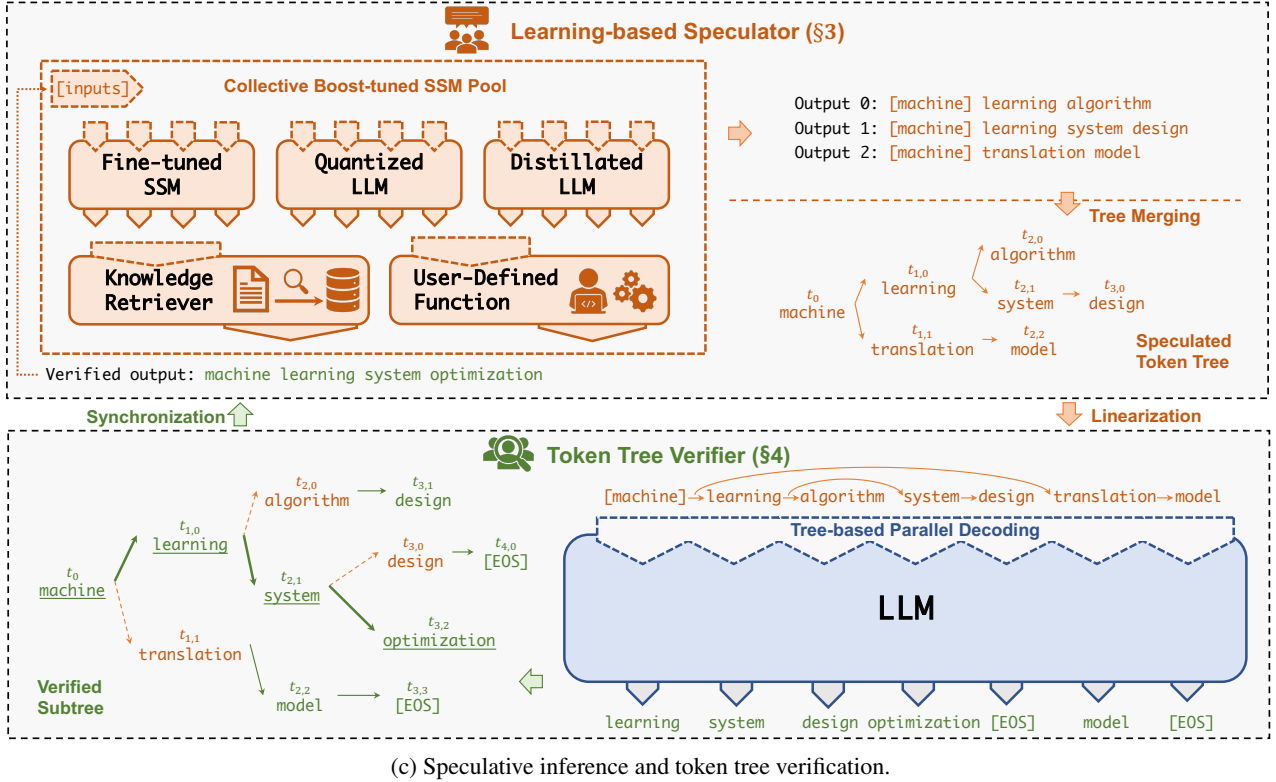 Learning-based Speculator (§3)
[inputs]
Collective Boost-tuned SSM Pool
Fine-tuned
SSM
Quantized
LLM
Distillated
LLM
Knowledge
Retriever
User-Defined
Function
</>
Verified output: machine learning system optimization
Output 0: [machine] learning algorithm
Output 1: [machine] learning system design
Output 2: [machine] translation model
Tree Merging
t2,0
algorithm
t1,0
learning
t2,1
system
t3,0
design
t0
machine
t1,1
translation
t2,2
model
Speculated
Token Tree
Synchronization
Linearization
Token Tree Verifier (§4)
t2,0
algorithm
t3,1
design
t1,0
learning
t3,0
design
t4,0
[EOS]
t0
machine
t2,1
system
t1,1
translation
t3,2
optimization
t2,2
model
t3,3
[EOS]
Verified
Subtree
[machine] learning algorithm system design translation model
Tree-based Parallel Decoding
LLM
learning system design optimization [EOS] model [EOS]
(c) Speculative inference and token tree verification.